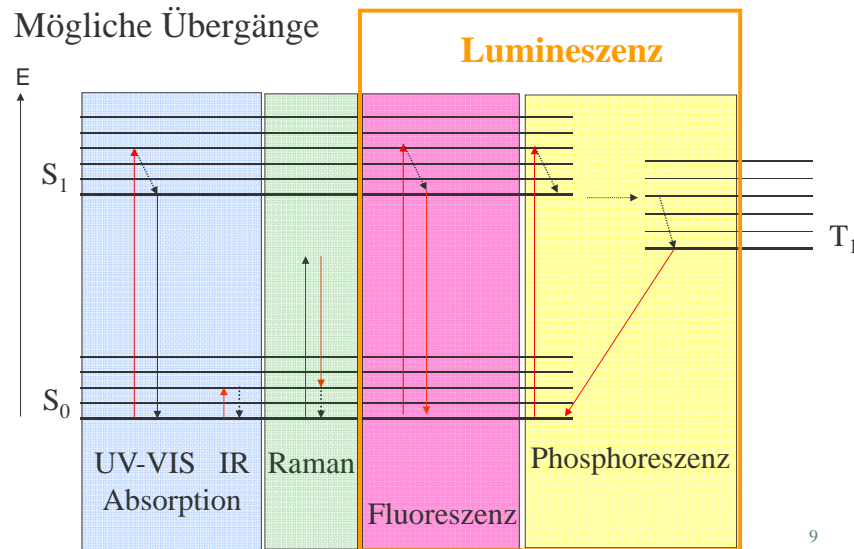 Mögliche Übergänge
Lumineszenz
E
S₁
T₁
S₀
UV-VIS IR
Absorption
Raman
Fluoreszenz
Phosphoreszenz
9